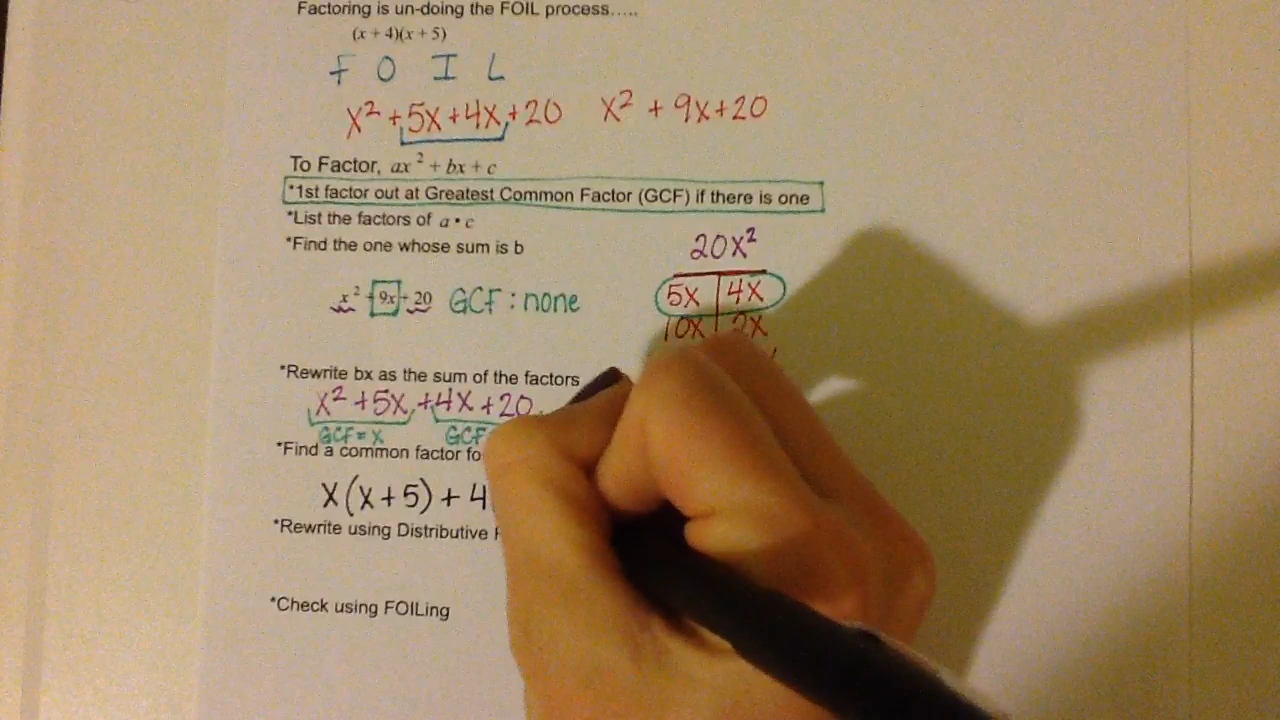 Factoring is un-doing the FOIL process…..
(x + 4)(x + 5)
F O I L
x² + 5x + 4x + 20 x² + 9x + 20
To Factor, ax² + bx + c
*1st factor out at Greatest Common Factor (GCF) if there is one
*List the factors of a • c
*Find the one whose sum is b
20x²
x² + 9x + 20 GCF : none
5x 4x
10x 2x
*Rewrite bx as the sum of the factors
x² + 5x + 4x + 20
GCF = x GCF
*Find a common factor fo
x(x + 5) + 4
*Rewrite using Distributive
*Check using FOILing